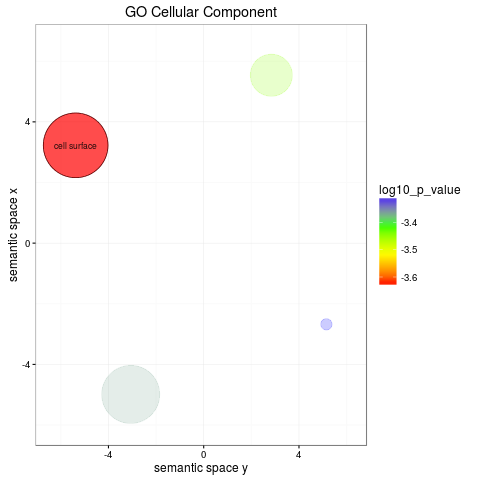 GO Cellular Component
semantic space x
4
0
-4
cell surface
-4
0
4
semantic space y
log10_p_value
-3.4
-3.5
-3.6